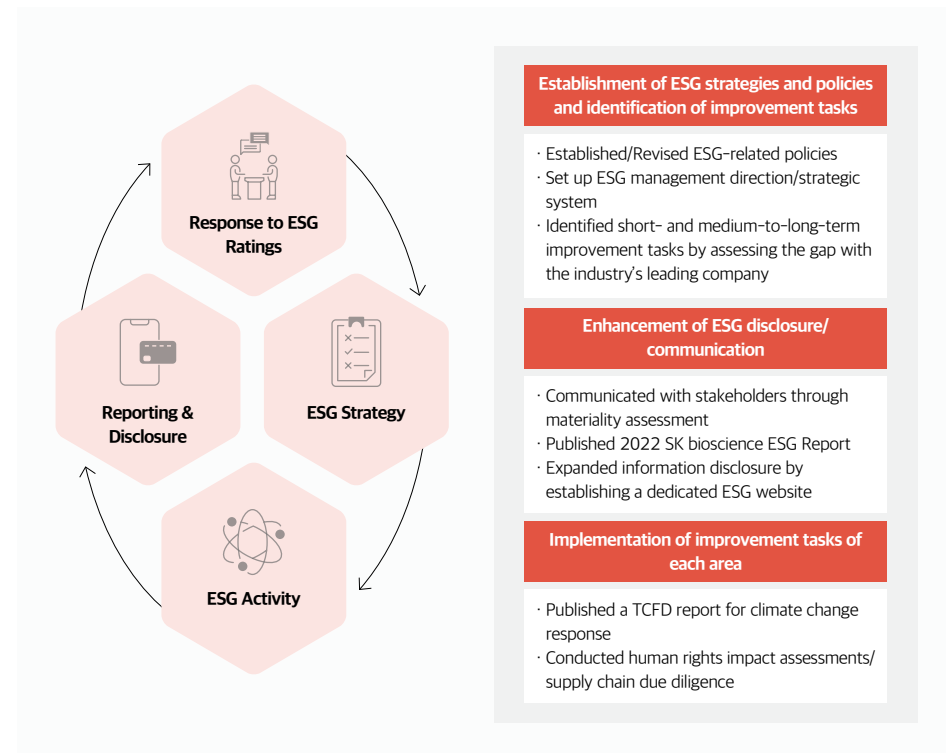 Response to ESG
Ratings
Reporting &
Disclosure
ESG Strategy
ESG Activity
Establishment of ESG strategies and policies
and identification of improvement tasks
· Established/Revised ESG-related policies
· Set up ESG management direction/strategic
system
· Identified short- and medium-to-long-term
improvement tasks by assessing the gap with
the industry's leading company
Enhancement of ESG disclosure/
communication
· Communicated with stakeholders through
materiality assessment
· Published 2022 SK bioscience ESG Report
· Expanded information disclosure by
establishing a dedicated ESG website
Implementation of improvement tasks of
each area
· Published a TCFD report for climate change
response
· Conducted human rights impact assessments/
supply chain due diligence